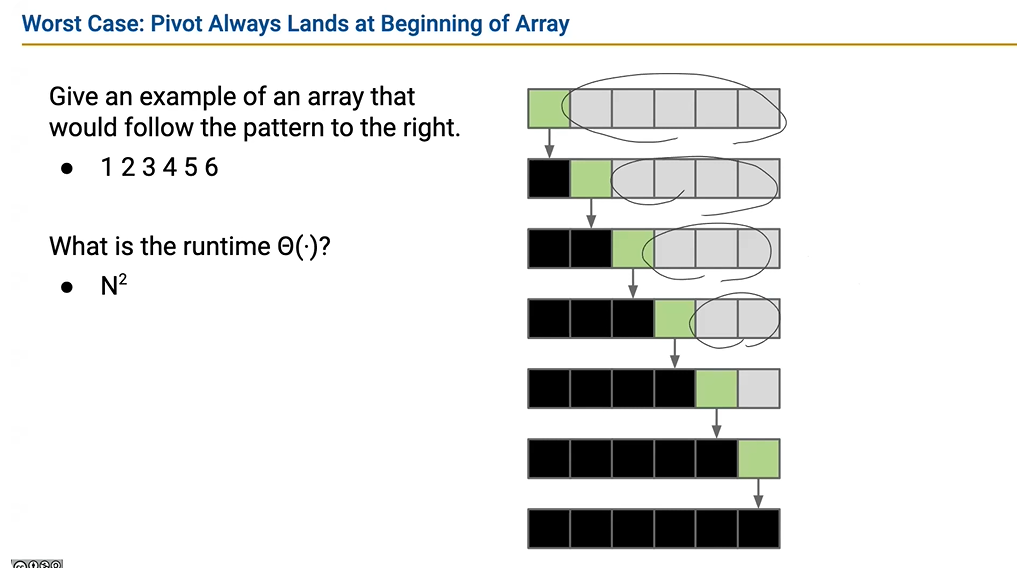 Worst Case: Pivot Always Lands at Beginning of Array
Give an example of an array that
would follow the pattern to the right.
● 1 2 3 4 5 6
What is the runtime Θ(·)?
● N²